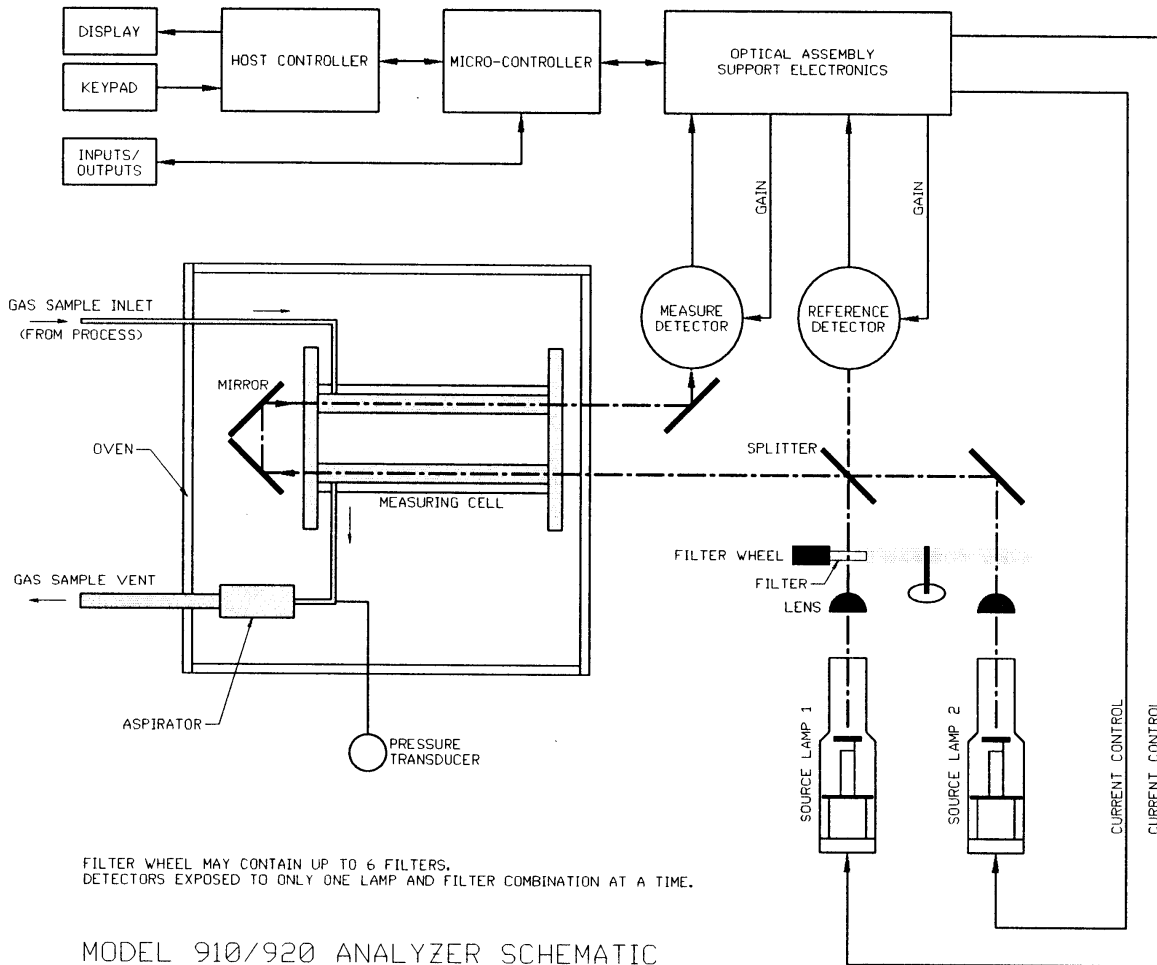 DISPLAY
KEYPAD
INPUTS/
OUTPUTS
HOST CONTROLLER
MICRO-CONTROLLER
OPTICAL ASSEMBLY
SUPPORT ELECTRONICS
GAIN
GAIN
MEASURE
DETECTOR
REFERENCE
DETECTOR
GAS SAMPLE INLET
(FROM PROCESS)
MIRROR
OVEN
MEASURING CELL
SPLITTER
FILTER WHEEL
FILTER
LENS
GAS SAMPLE VENT
ASPIRATOR
PRESSURE
TRANSDUCER
SOURCE LAMP 1
SOURCE LAMP 2
CURRENT CONTROL
CURRENT CONTROL
FILTER WHEEL MAY CONTAIN UP TO 6 FILTERS.
DETECTORS EXPOSED TO ONLY ONE LAMP AND FILTER COMBINATION AT A TIME.
MODEL 910/920 ANALYZER SCHEMATIC